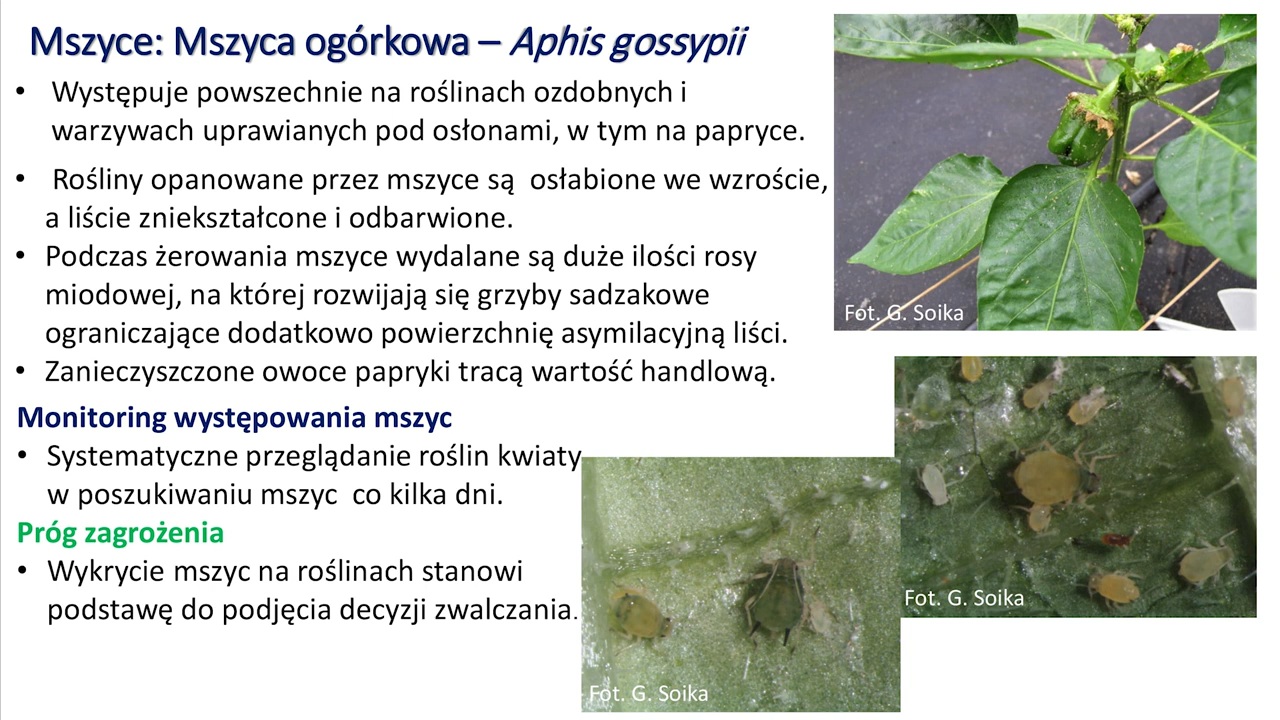 Mszyce: Mszyca ogórkowa – Aphis gossypii
• Występuje powszechnie na roślinach ozdobnych i
warzywach uprawianych pod osłonami, w tym na papryce.
• Rośliny opanowane przez mszyce są osłabione we wzroście,
a liście zniekształcone i odbarwione.
• Podczas żerowania mszyce wydalane są duże ilości rosy
miodowej, na której rozwijają się grzyby sadzakowe
ograniczające dodatkowo powierzchnię asymilacyjną liści.
• Zanieczyszczone owoce papryki tracą wartość handlową.
Monitoring występowania mszyc
• Systematyczne przeglądanie roślin kwiaty
w poszukiwaniu mszyc co kilka dni.
Próg zagrożenia
• Wykrycie mszyc na roślinach stanowi
podstawę do podjęcia decyzji zwalczania.
Fot. G. Soika
Fot. G. Soika
Fot. G. Soika